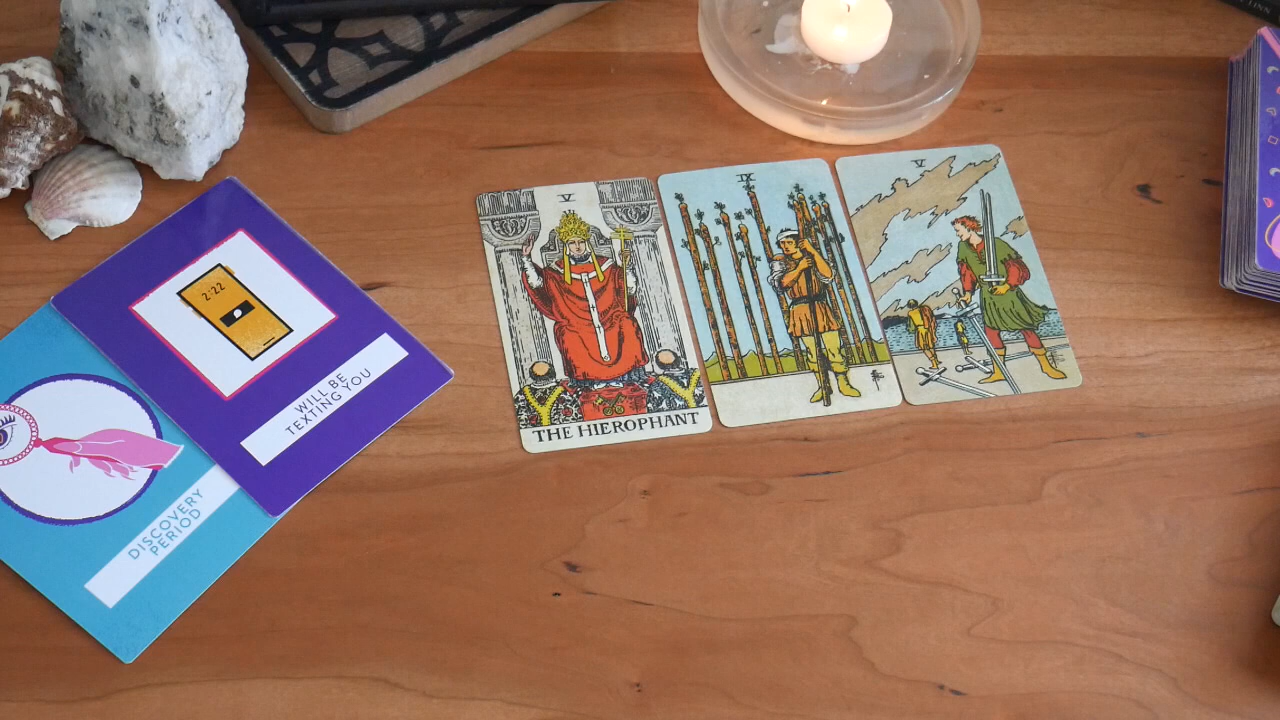 2:22
WILL BE
TEXTING YOU
DISCOVERY
PERIOD
V
THE HIEROPHANT
IX
V